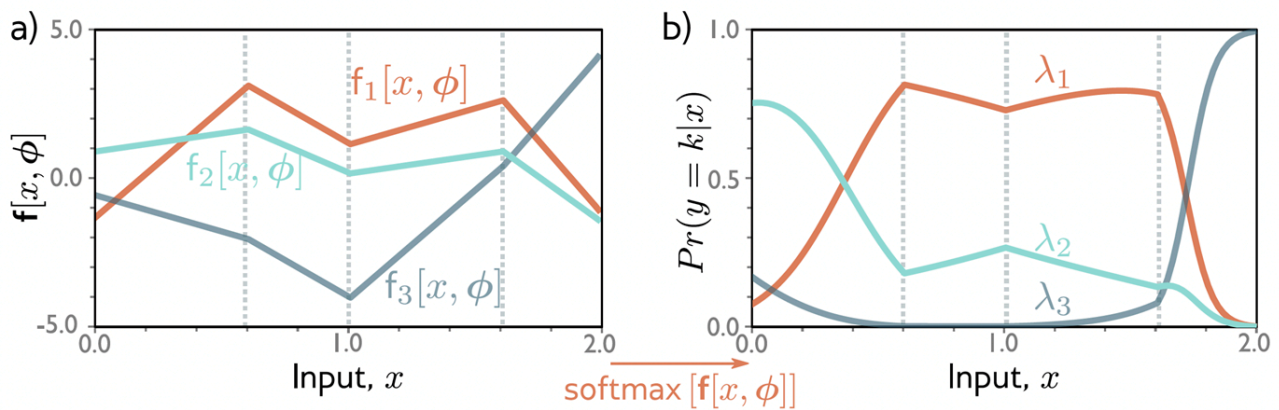 a)
5.0
0.0
-5.0
f[x, ϕ]
f₁[x, ϕ]
f₂[x, ϕ]
f₃[x, ϕ]
0.0 1.0 2.0
Input, x
softmax [f[x, ϕ]]
b)
1.0
0.5
0.0
Pr(y = k|x)
λ₁
λ₂
λ₃
0.0 1.0 2.0
Input, x